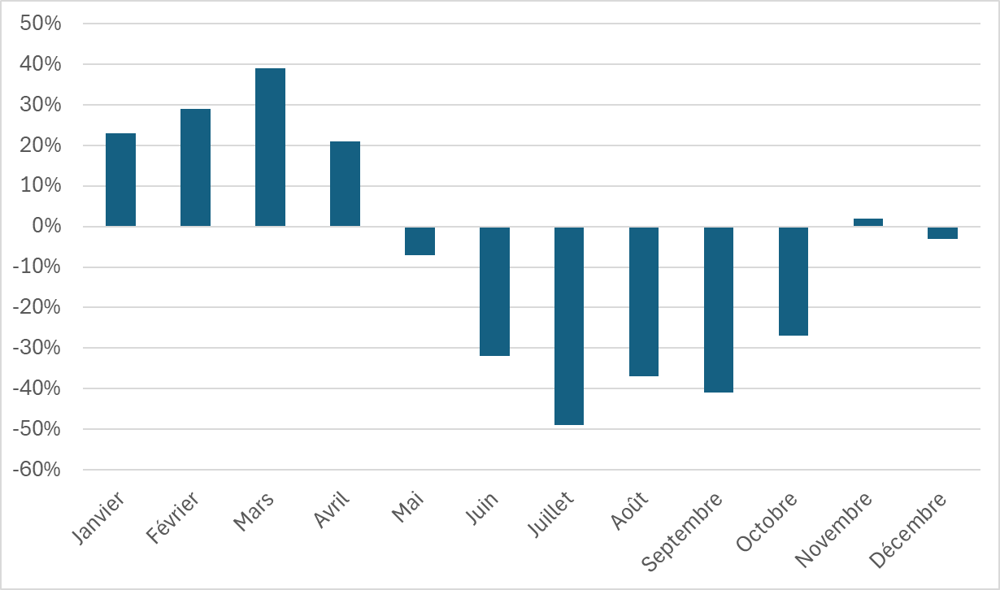 50%
40%
30%
20%
10%
0%
-10%
-20%
-30%
-40%
-50%
-60%
Janvier
Février
Mars
Avril
Mai
Juin
Juillet
Août
Septembre
Octobre
Novembre
Décembre